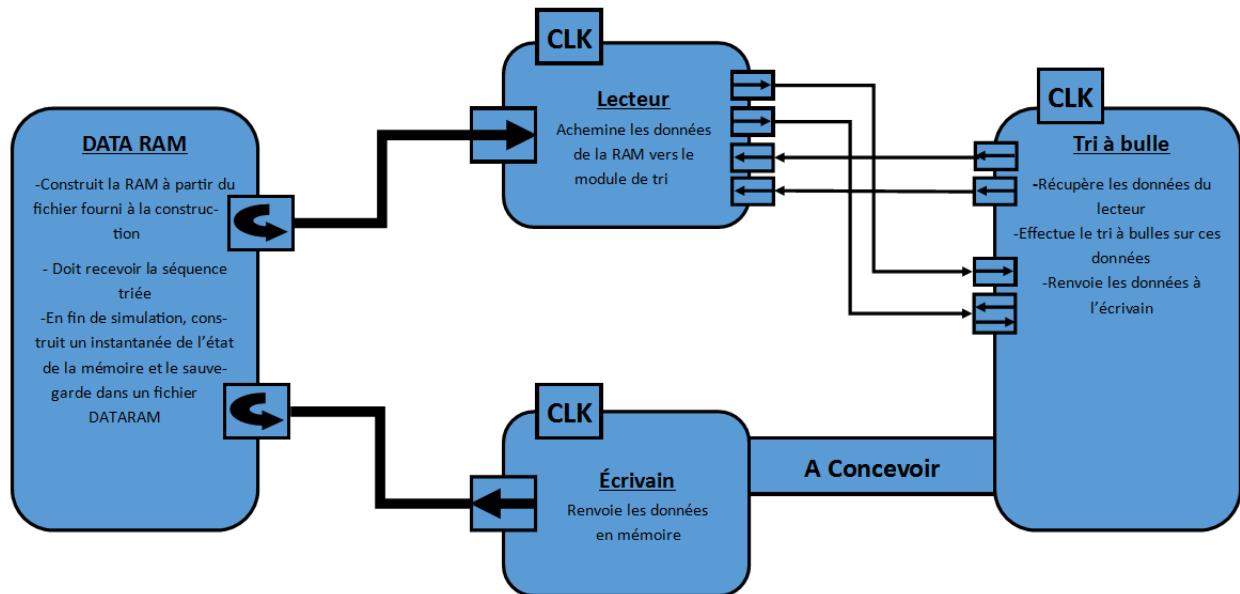 DATA RAM
-Construit la RAM à partir du
fichier fourni à la construc-
tion
- Doit recevoir la séquence
triée
-En fin de simulation, cons-
truit un instantanée de l'état
de la mémoire et le sauve-
garde dans un fichier
DATARAM
CLK
Lecteur
Achemine les données
de la RAM vers le
module de tri
CLK
Tri à bulle
-Récupère les données du
lecteur
-Effectue le tri à bulles sur ces
données
-Renvoie les données à
l'écrivain
CLK
Écrivain
Renvoie les données
en mémoire
A Concevoir